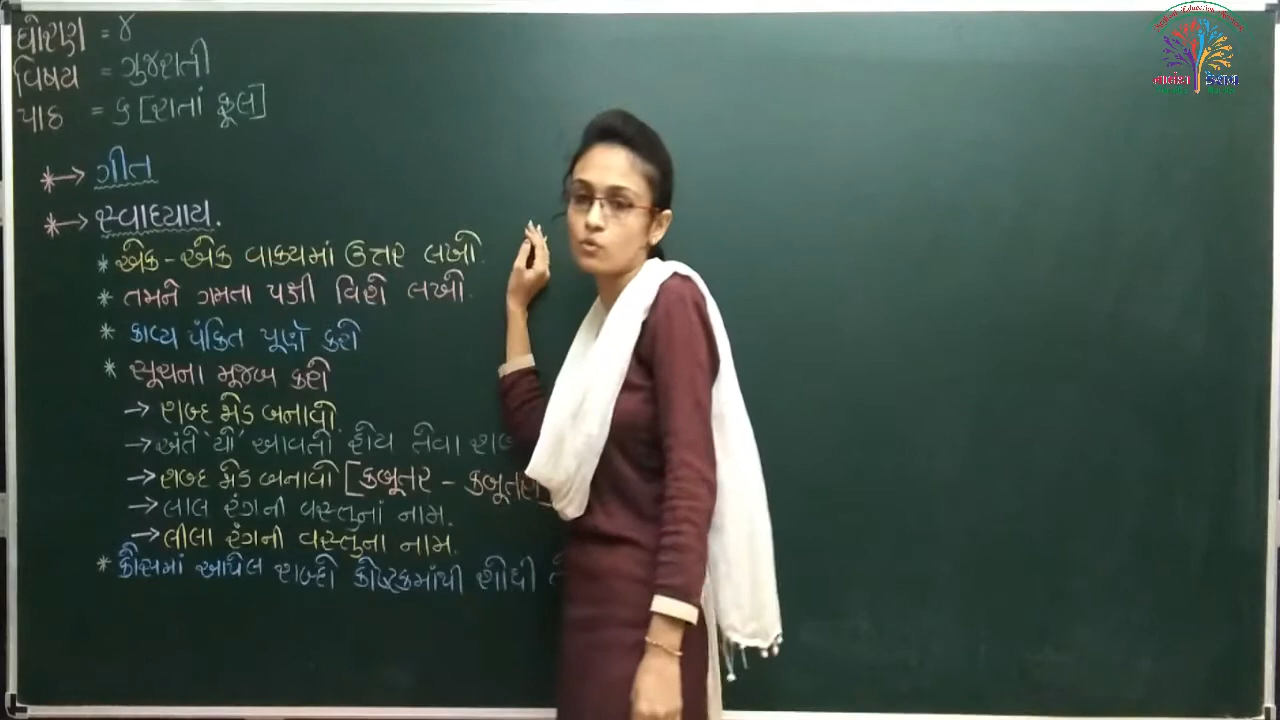 ધોરણ = ૪
વિષય = ગુજરાતી
પાઠ = ૬ [રાતાં ફૂલ]
*→ ગીત
*→ સ્વાધ્યાય.
* એક-એક વાક્યમાં ઉત્તર લખો.
* તમને ગમતા પક્ષી વિશે લખો.
* કાવ્ય પંક્તિ પૂર્ણ કરો
* સૂચના મૂજબ કરો
→ શબ્દ મેડ બનાવો.
→ અંતે 'યો' આવતો હોય તેવા શબ
→ શબ્દ મેડ બનાવો [કબૂતર - કબૂતરો
→ લાલ રંગની વસ્તુનાં નામ.
→ લીલા રંગની વસ્તુના નામ.
* કૌંસમાં આપેલ શબ્દો કોષ્ટકમાંથી શોધી